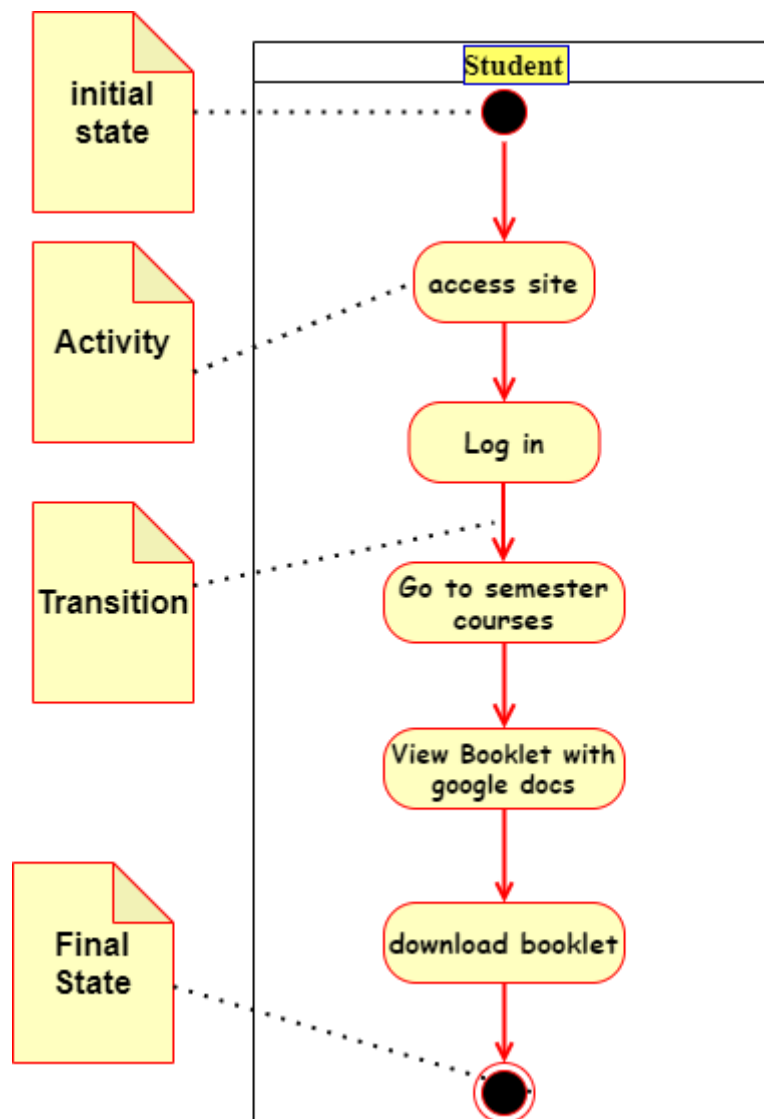 Student
initial
state
Activity
access site
Log in
Transition
Go to semester
courses
View Booklet with
google docs
Final
State
download booklet